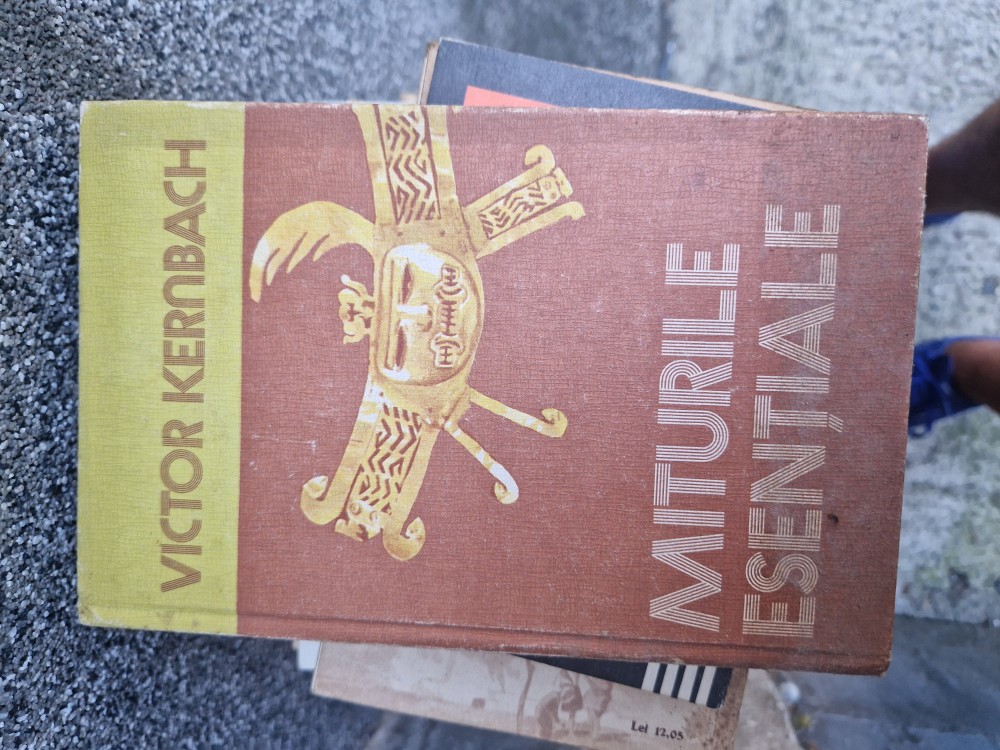 VICTOR KERNBACH
MITURILE
ESENȚIALE
Lei 12,05